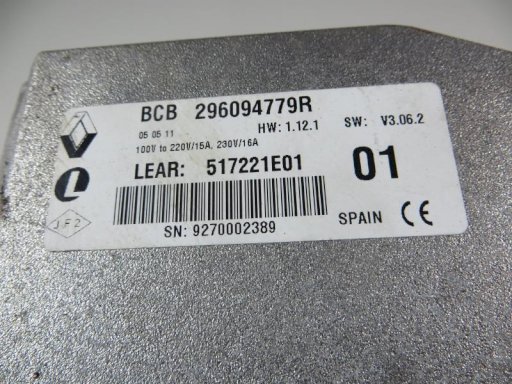 BCB 296094779R
05 05 11 HW: 1.12.1 SW: V3.06.2
100V to 220V/15A, 230V/16A
LEAR: 517221E01 01
JF2
SPAIN CE
SN: 9270002389